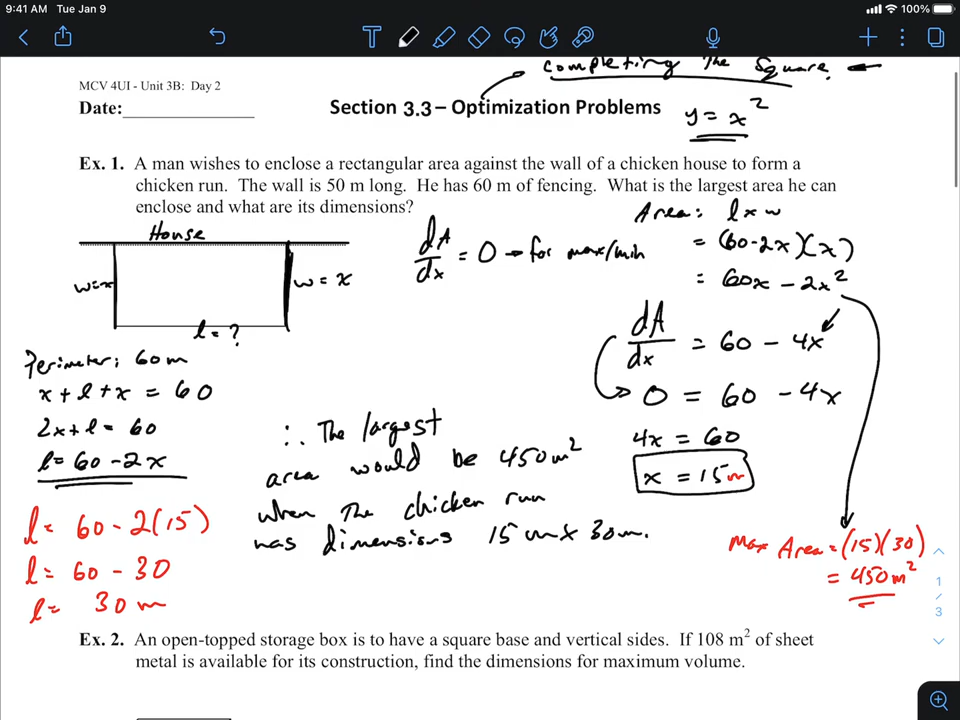 9:41 AM Tue Jan 9
100%
completing The Square
MCV 4UI - Unit 3B: Day 2
Date:
Section 3.3 – Optimization Problems
y = x²
Ex. 1. A man wishes to enclose a rectangular area against the wall of a chicken house to form a
chicken run. The wall is 50 m long. He has 60 m of fencing. What is the largest area he can
enclose and what are its dimensions?
House
w=x
w = x
l = ?
Perimeter: 60m
x + l + x = 60
2x + l = 60
l = 60 - 2x
l = 60 - 2(15)
l = 60 - 30
l = 30 m
dA/dx = 0 → for max/min
∴ The largest
area would be 450m²
when The chicken run
has dimensions 15 m x 30m.
Area: l x w
= (60-2x)(x)
= 60x - 2x²
dA/dx = 60 - 4x
0 = 60 - 4x
4x = 60
x = 15m
Max Area = (15)(30)
= 450m²
1
/
3
Ex. 2. An open-topped storage box is to have a square base and vertical sides. If 108 m² of sheet
metal is available for its construction, find the dimensions for maximum volume.